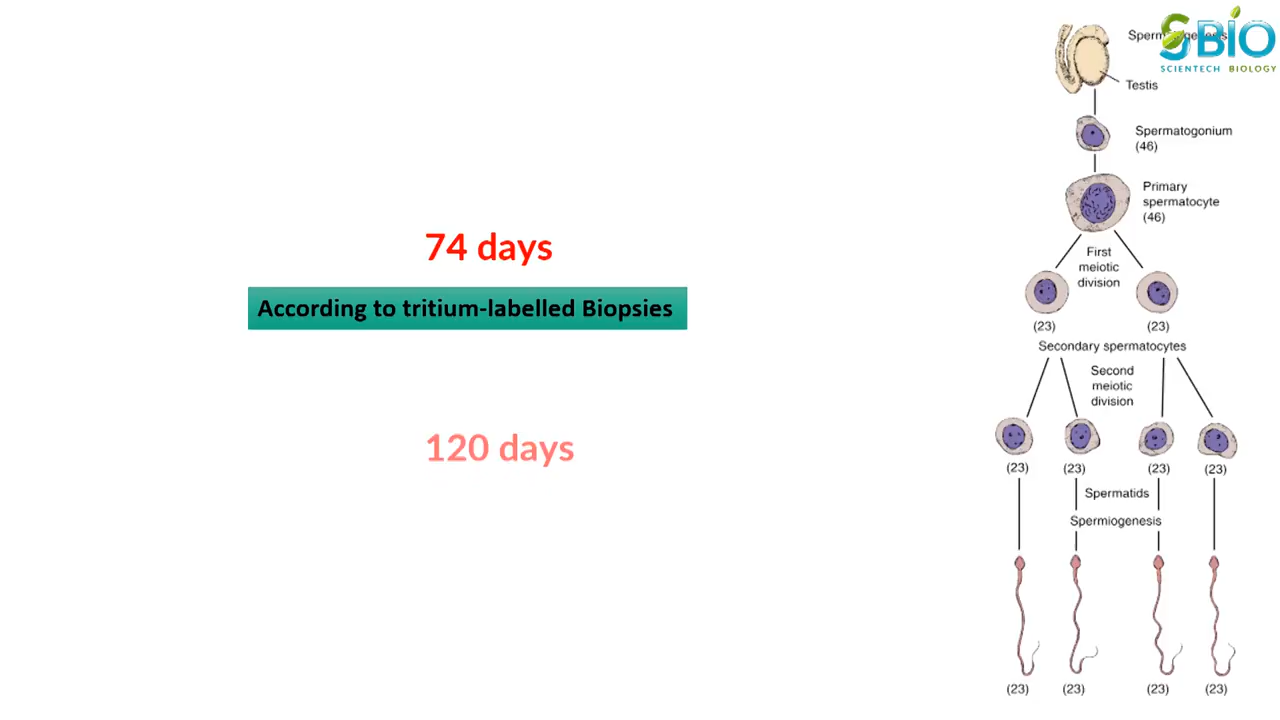 74 days
According to tritium-labelled Biopsies
120 days
SBIO
SCIENTECH BIOLOGY
Testis
Spermatogonium
(46)
Primary
spermatocyte
(46)
First
meiotic
division
(23) (23)
Secondary spermatocytes
Second
meiotic
division
(23) (23) (23) (23)
Spermatids
Spermiogenesis
(23) (23) (23) (23)